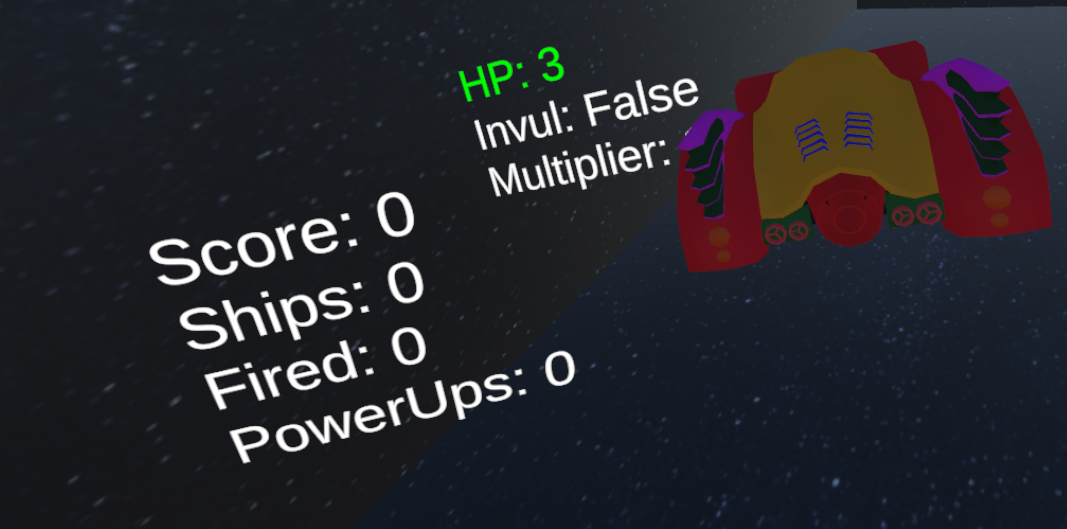 HP: 3
Invul: False
Multiplier:
Score: 0
Ships: 0
Fired: 0
PowerUps: 0